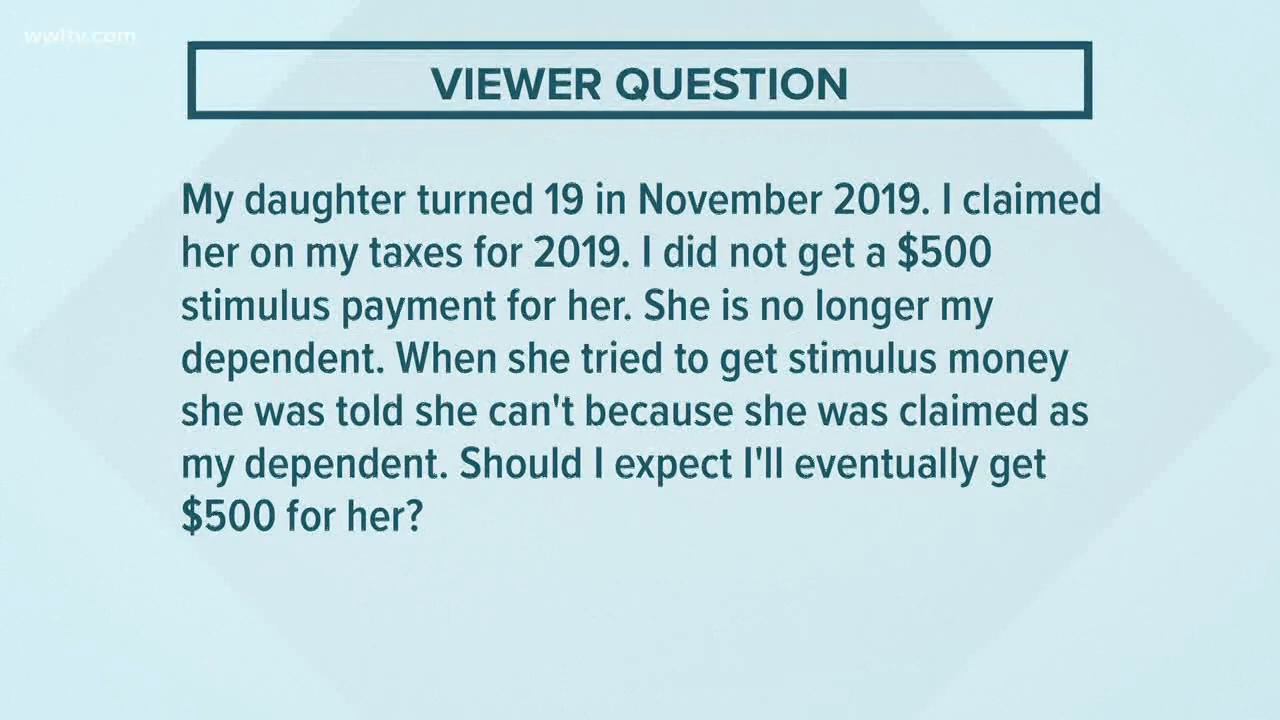 wwltv.com
VIEWER QUESTION
My daughter turned 19 in November 2019. I claimed
her on my taxes for 2019. I did not get a $500
stimulus payment for her. She is no longer my
dependent. When she tried to get stimulus money
she was told she can't because she was claimed as
my dependent. Should I expect I'll eventually get
$500 for her?